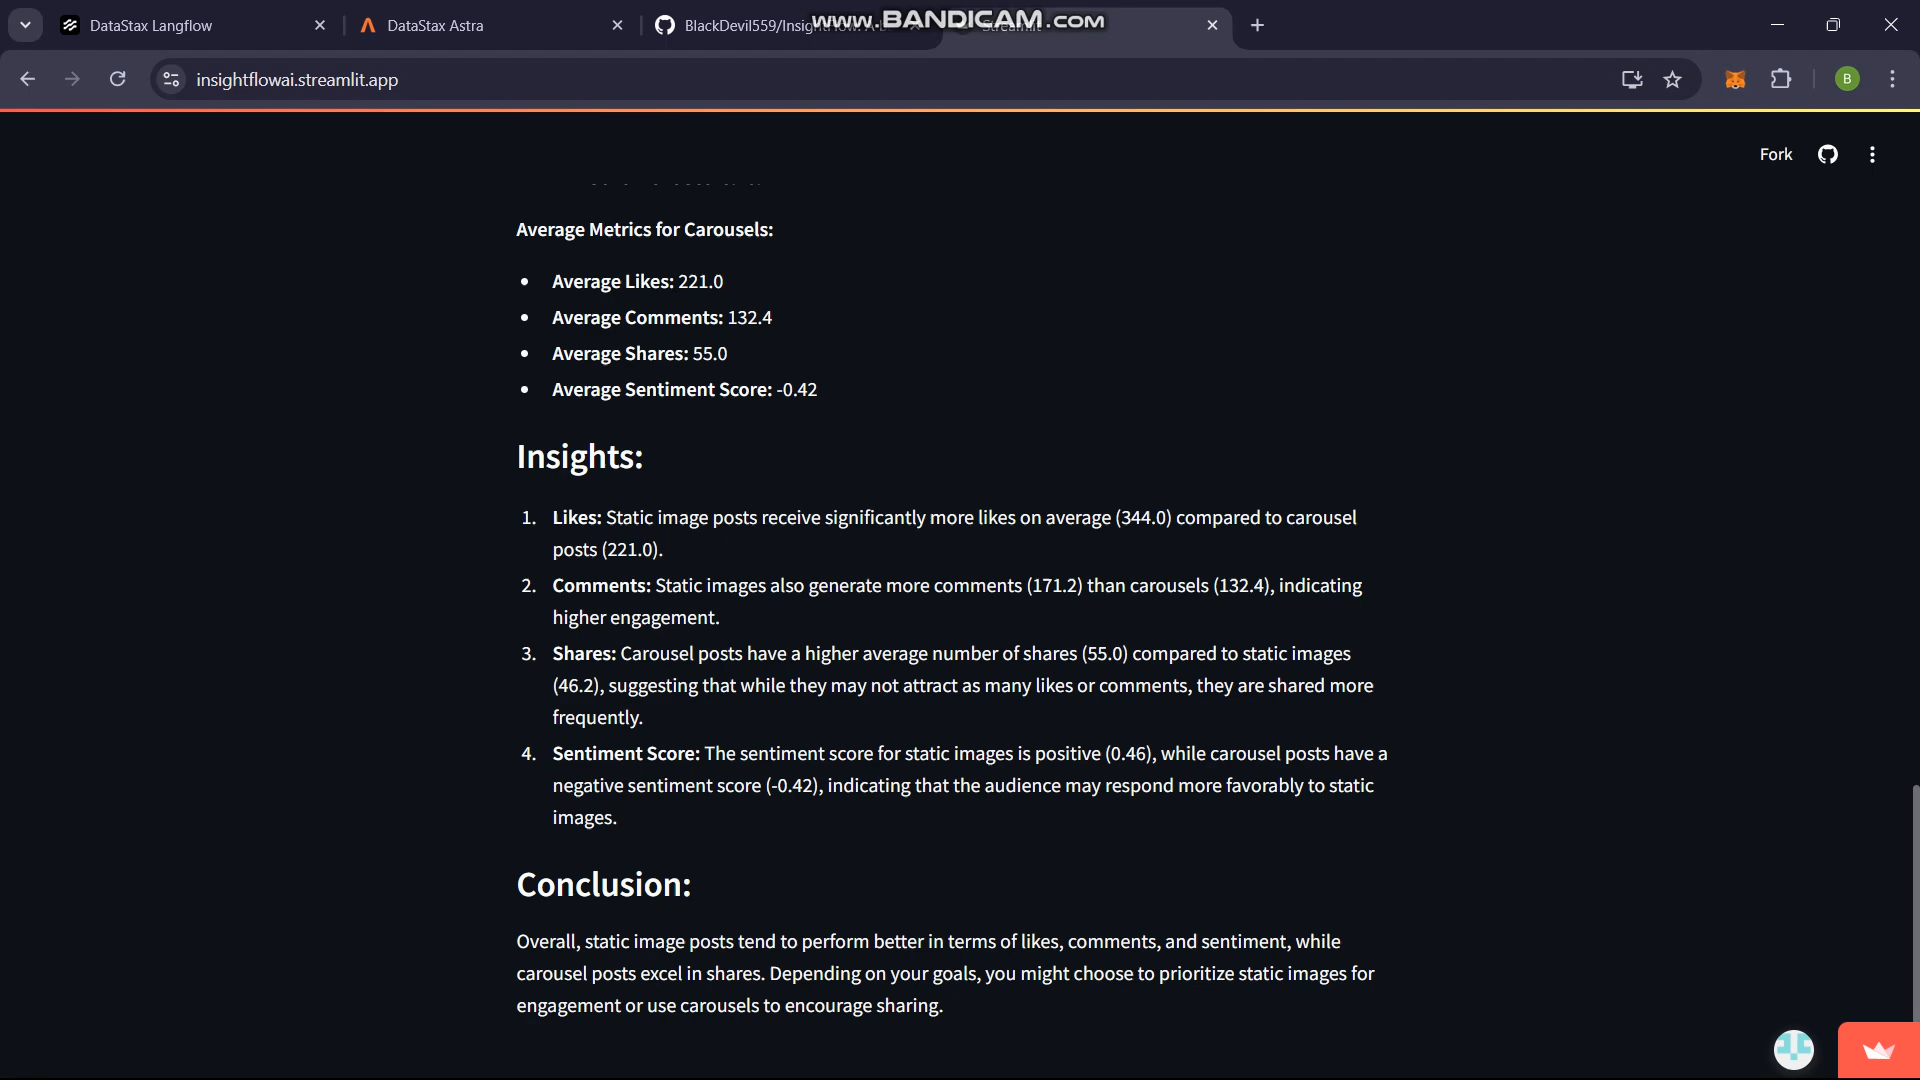 DataStax Langflow
DataStax Astra
BlackDevil559/Insightflow: A
Streamlit
www.BANDICAM.COM
insightflowai.streamlit.app
B
Fork
Average Metrics for Carousels:
• Average Likes: 221.0
• Average Comments: 132.4
• Average Shares: 55.0
• Average Sentiment Score: -0.42
Insights:
1. Likes: Static image posts receive significantly more likes on average (344.0) compared to carousel
posts (221.0).
2. Comments: Static images also generate more comments (171.2) than carousels (132.4), indicating
higher engagement.
3. Shares: Carousel posts have a higher average number of shares (55.0) compared to static images
(46.2), suggesting that while they may not attract as many likes or comments, they are shared more
frequently.
4. Sentiment Score: The sentiment score for static images is positive (0.46), while carousel posts have a
negative sentiment score (-0.42), indicating that the audience may respond more favorably to static
images.
Conclusion:
Overall, static image posts tend to perform better in terms of likes, comments, and sentiment, while
carousel posts excel in shares. Depending on your goals, you might choose to prioritize static images for
engagement or use carousels to encourage sharing.